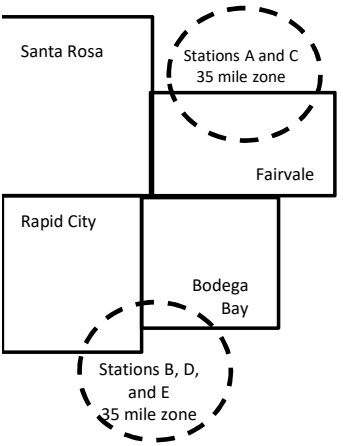 Santa Rosa
Stations A and C
35 mile zone
Fairvale
Rapid City
Bodega
Bay
Stations B, D,
and E
35 mile zone